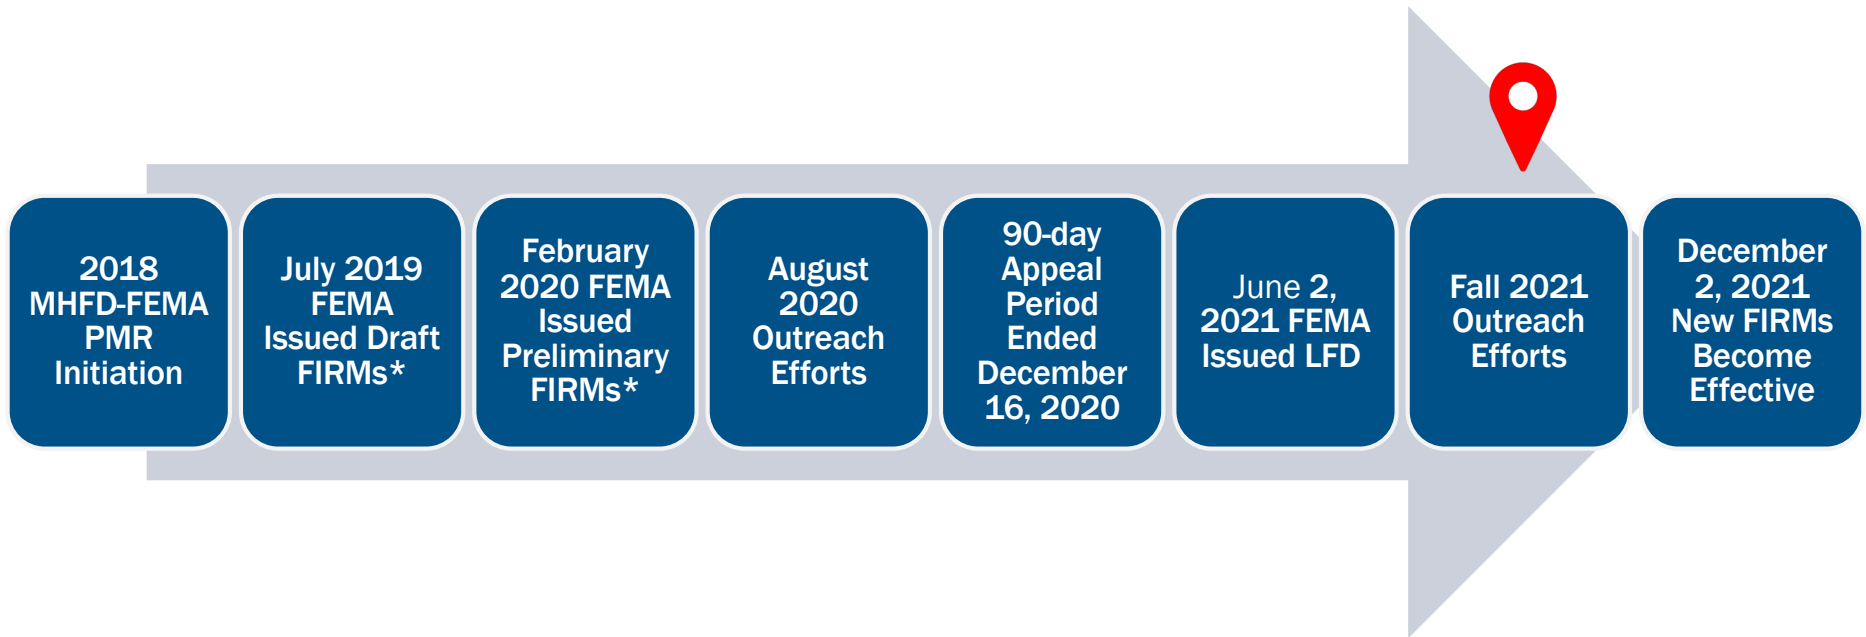 2018
MHFD-FEMA
PMR
Initiation
July 2019
FEMA
Issued Draft
FIRMs*
February
2020 FEMA
Issued
Preliminary
FIRMs*
August
2020
Outreach
Efforts
90-day
Appeal
Period
Ended
December
16, 2020
June 2,
2021 FEMA
Issued LFD
Fall 2021
Outreach
Efforts
December
2, 2021
New FIRMs
Become
Effective